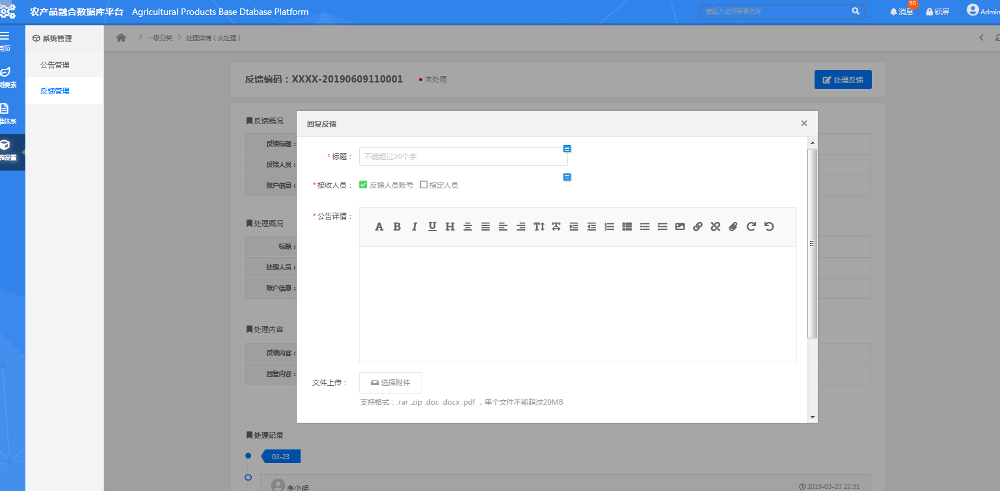 农产品融合数据库平台 Agricultural Products Base Dtabase Platform
请输入监测要素名称
消息 50
锁屏
Admin
首页
测要素
准体系
统设置
系统管理
公告管理
反馈管理
一级分类
处理详情（未处理）
反馈编码：XXXX-20190609110001
未处理
处理反馈
反馈概况
反馈标题：
反馈人员：
账户信息：
处理概况
标题：
处理人员：
账户信息：
处理内容
反馈内容：
回复内容：
回复反馈
*标题：
不能超过20个字
*接收人员：
反馈人员账号
指定人员
*公告详情：
文件上传：
选择附件
支持格式：.rar .zip .doc .docx .pdf ，单个文件不能超过20MB
处理记录
03-23
李小明
2019-03-23 22:31